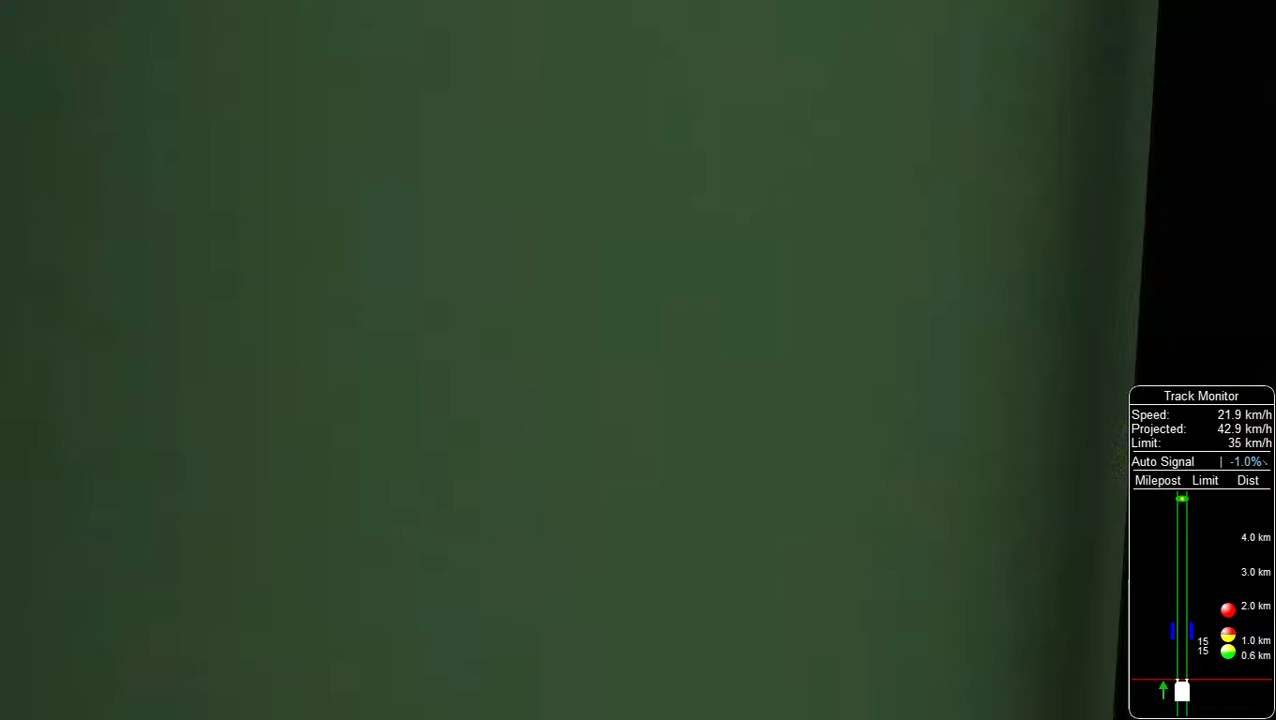 Track Monitor
Speed: 21.9 km/h
Projected: 42.9 km/h
Limit: 35 km/h
Auto Signal | -1.0%
Milepost Limit Dist
4.0 km
3.0 km
2.0 km
15 1.0 km
15 0.6 km